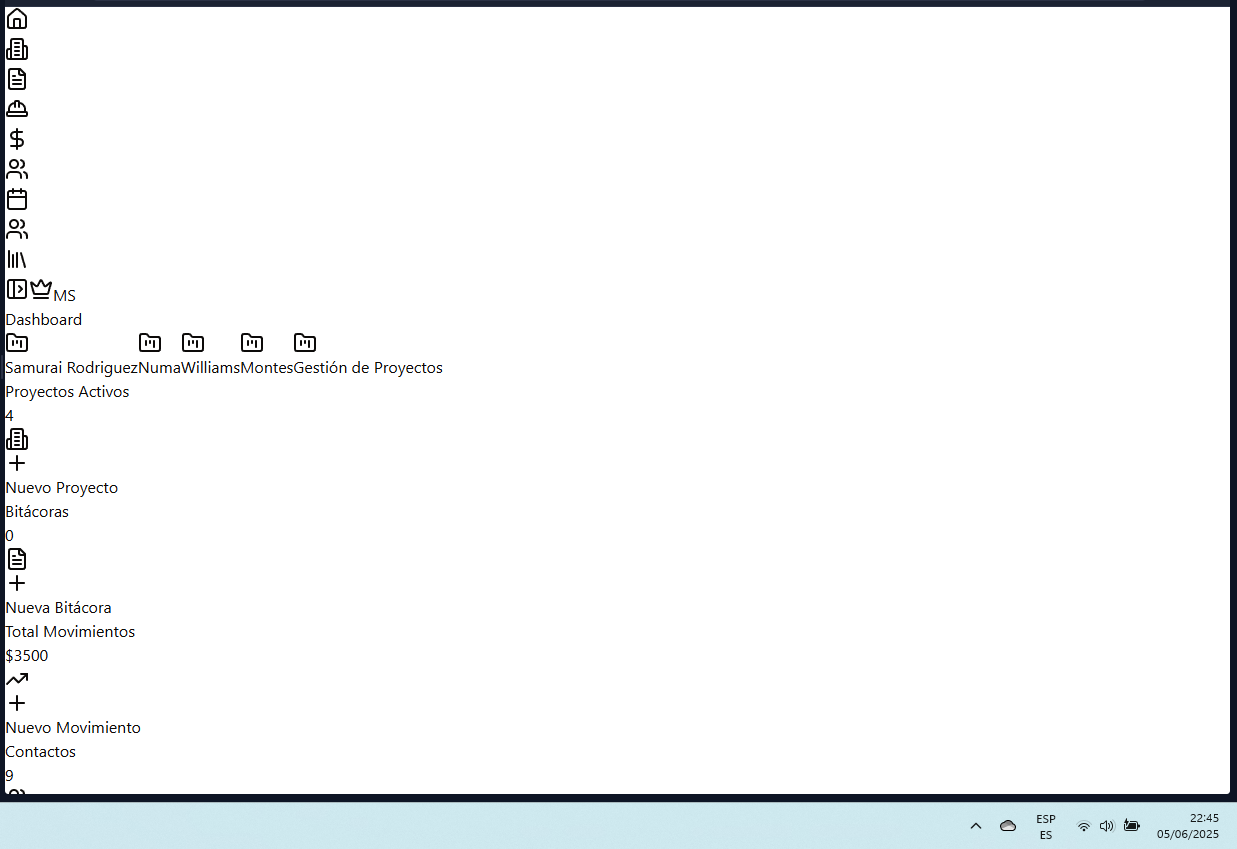 MS
Dashboard
Samurai RodriguezNumaWilliamsMontesGestión de Proyectos
Proyectos Activos
4
Nuevo Proyecto
Bitácoras
0
Nueva Bitácora
Total Movimientos
$3500
Nuevo Movimiento
Contactos
9
ESP
ES
22:45
05/06/2025